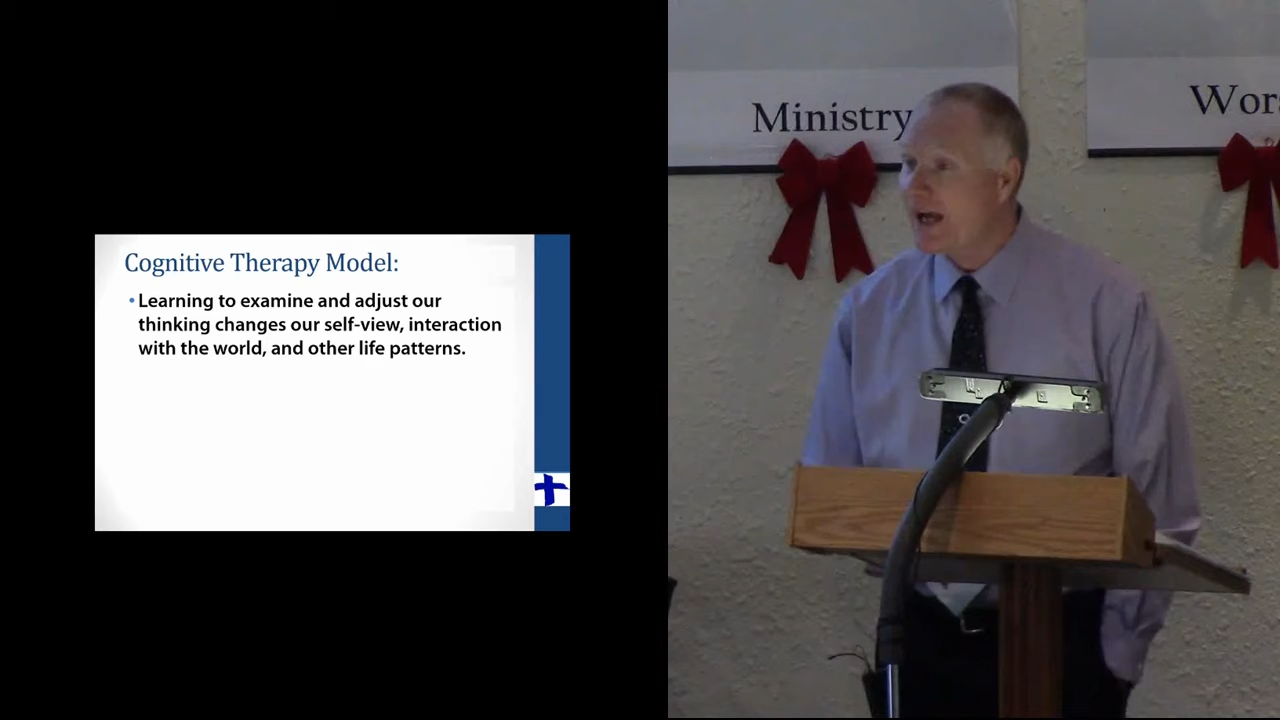 Cognitive Therapy Model:
• Learning to examine and adjust our
thinking changes our self-view, interaction
with the world, and other life patterns.
Ministry
Wor